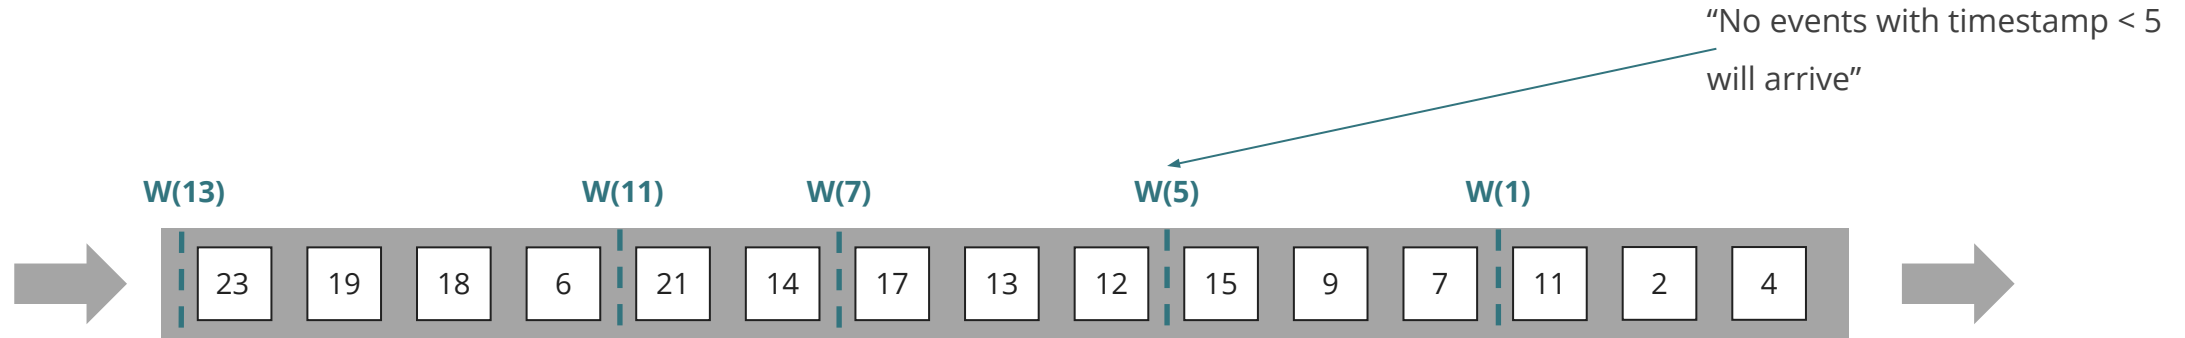 “No events with timestamp < 5
will arrive”
W(13) W(11) W(7) W(5) W(1)
23 19 18 6 21 14 17 13 12 15 9 7 11 2 4